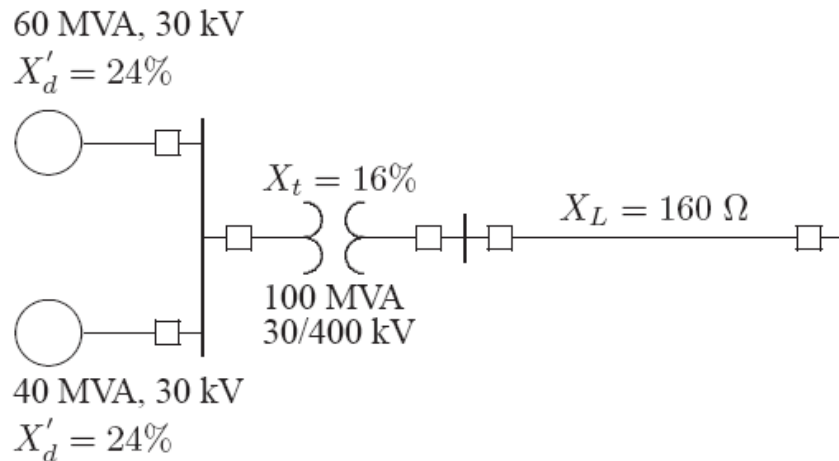 60 MVA, 30 kV
X'_d = 24%
X_t = 16%
X_L = 160 Ω
100 MVA
30/400 kV
40 MVA, 30 kV
X'_d = 24%